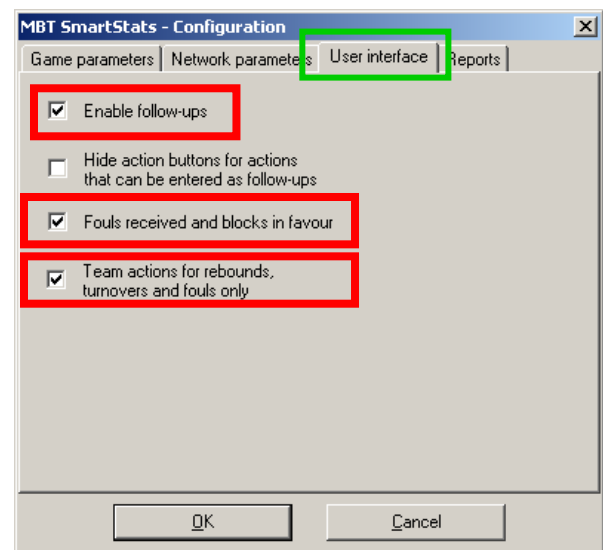 MBT SmartStats - Configuration
Game parameters Network parameters User interface Reports
Enable follow-ups
Hide action buttons for actions
that can be entered as follow-ups
Fouls received and blocks in favour
Team actions for rebounds,
turnovers and fouls only
OK Cancel